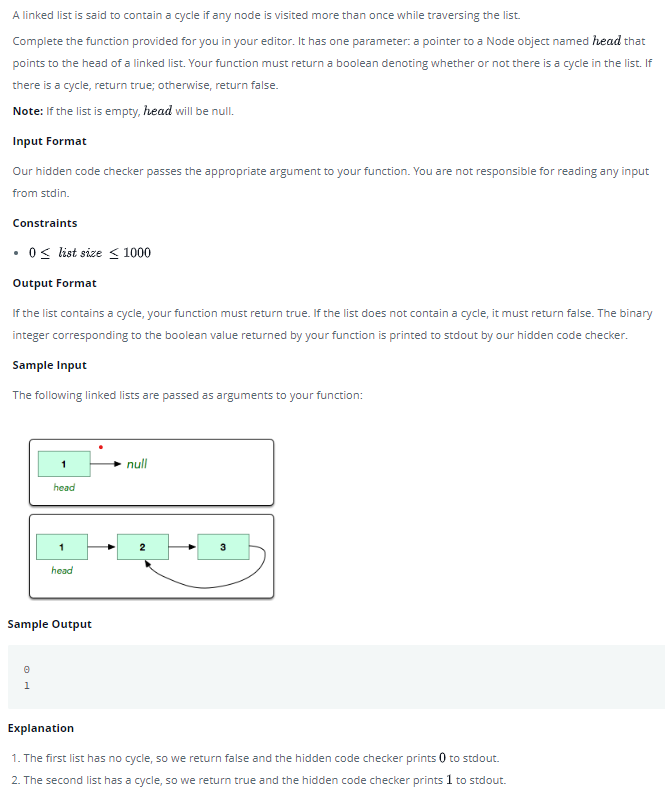 A linked list is said to contain a cycle if any node is visited more than once while traversing the list.
Complete the function provided for you in your editor. It has one parameter: a pointer to a Node object named head that
points to the head of a linked list. Your function must return a boolean denoting whether or not there is a cycle in the list. If
there is a cycle, return true; otherwise, return false.
Note: If the list is empty, head will be null.
Input Format
Our hidden code checker passes the appropriate argument to your function. You are not responsible for reading any input
from stdin.
Constraints
• 0 ≤ list size ≤ 1000
Output Format
If the list contains a cycle, your function must return true. If the list does not contain a cycle, it must return false. The binary
integer corresponding to the boolean value returned by your function is printed to stdout by our hidden code checker.
Sample Input
The following linked lists are passed as arguments to your function:
1 null
head
1 2 3
head
Sample Output
0
1
Explanation
1. The first list has no cycle, so we return false and the hidden code checker prints 0 to stdout.
2. The second list has a cycle, so we return true and the hidden code checker prints 1 to stdout.